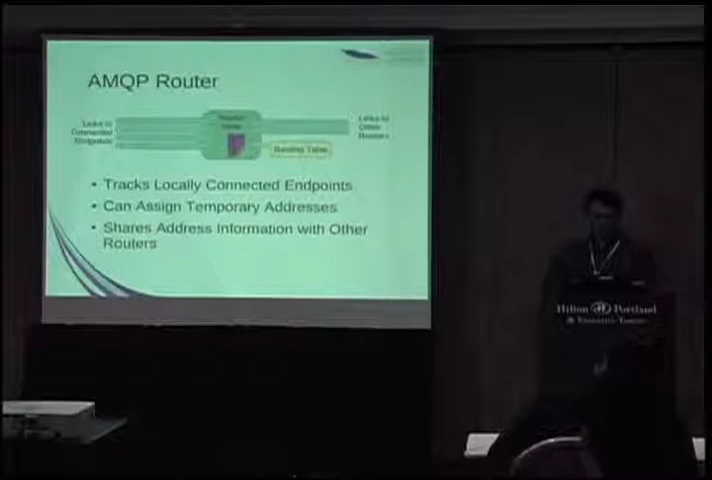 AMQP Router
Links to
Connected
Endpoints
Router
Links to
Other
Routers
Routing Table
• Tracks Locally Connected Endpoints
• Can Assign Temporary Addresses
• Shares Address Information with Other
Routers
Hilton Portland
& Executive Tower